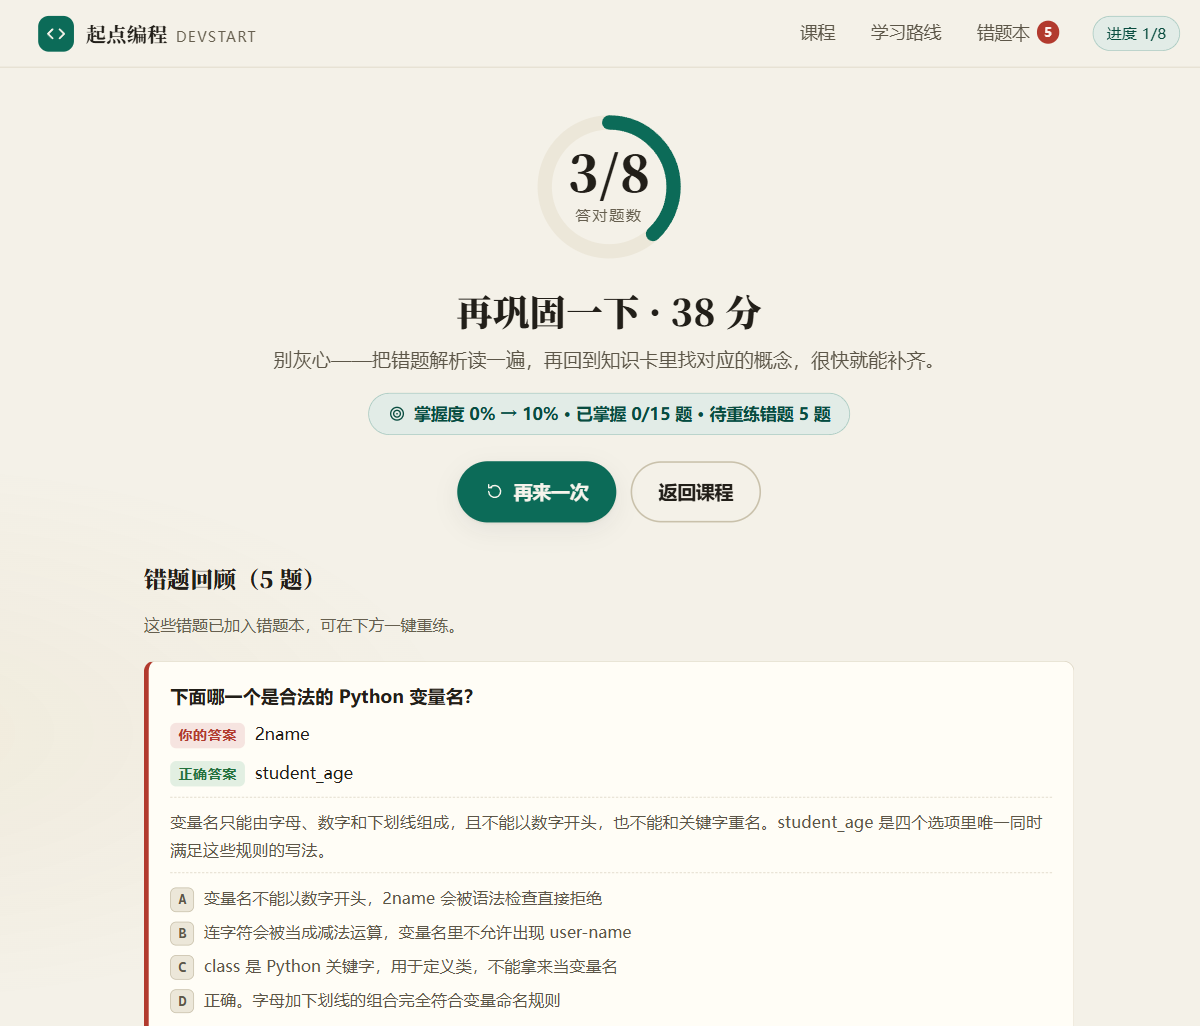 起点编程 DEVSTART
课程 学习路线 错题本 5 进度 1/8
3/8
答对题数
再巩固一下 · 38 分
别灰心——把错题解析读一遍，再回到知识卡里找对应的概念，很快就能补齐。
掌握度 0% → 10% • 已掌握 0/15 题 • 待重练错题 5 题
再来一次 返回课程
错题回顾（5 题）
这些错题已加入错题本，可在下方一键重练。
下面哪一个是合法的 Python 变量名？
你的答案 2name
正确答案 student_age
变量名只能由字母、数字和下划线组成，且不能以数字开头，也不能和关键字重名。student_age 是四个选项里唯一同时
满足这些规则的写法。
A 变量名不能以数字开头，2name 会被语法检查直接拒绝
B 连字符会被当成减法运算，变量名里不允许出现 user-name
C class 是 Python 关键字，用于定义类，不能拿来当变量名
D 正确。字母加下划线的组合完全符合变量命名规则